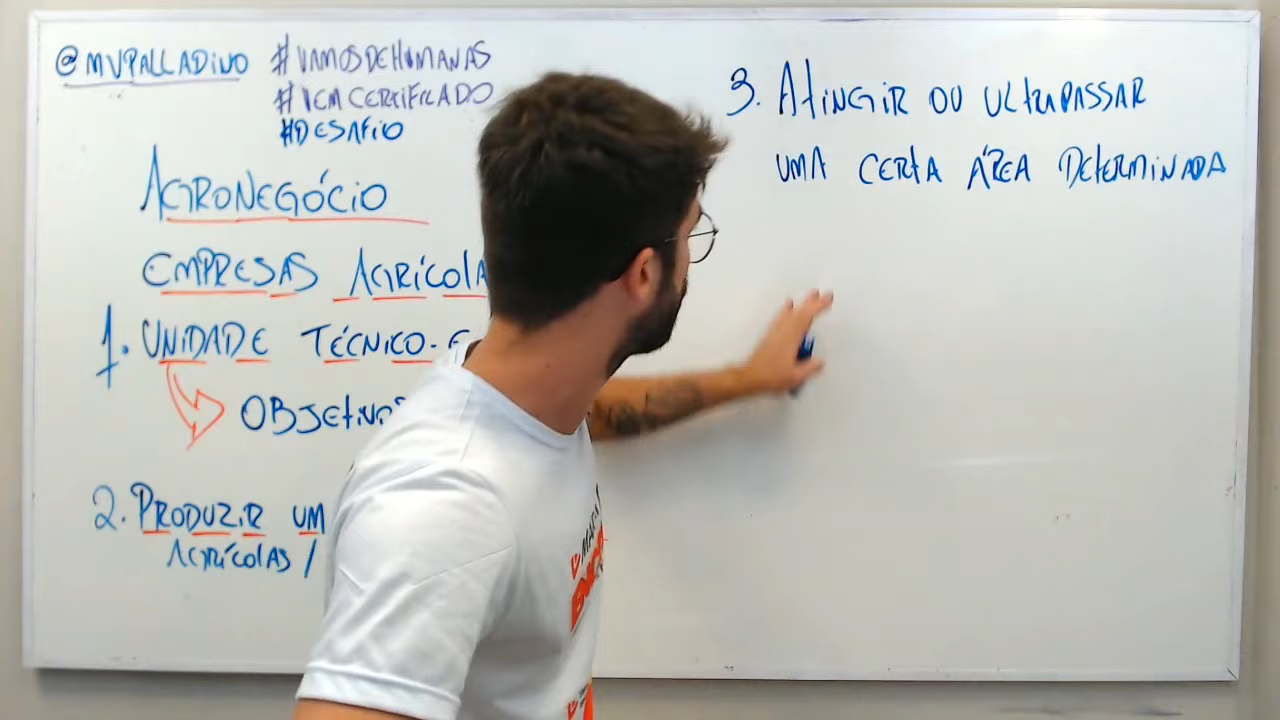 @MVPALLADINO
#VAMOSDEHUMANAS
#VEMCERTIFICADO
#DESAFIO
AGRONEGÓCIO
EMPRESAS AGRÍCOLA
1. UNIDADE TÉCNICO-E
OBJETIVOS
2. PRODUZIR UM
AGRÍCOLAS /
3. ATINGIR OU ULTRAPASSAR
UMA CERTA ÁREA DETERMINADA